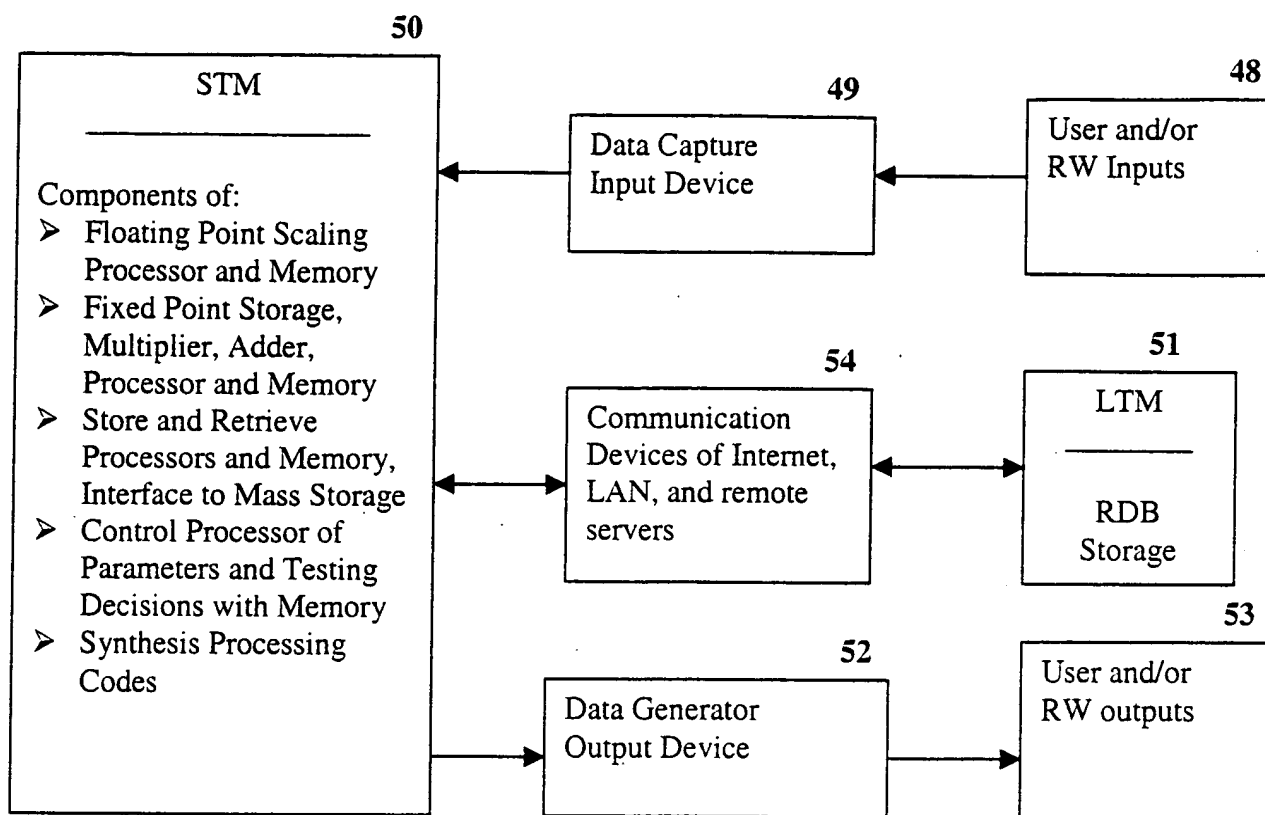 50
STM
Components of:
➢ Floating Point Scaling
Processor and Memory
➢ Fixed Point Storage,
Multiplier, Adder,
Processor and Memory
➢ Store and Retrieve
Processors and Memory,
Interface to Mass Storage
➢ Control Processor of
Parameters and Testing
Decisions with Memory
➢ Synthesis Processing
Codes
49
Data Capture
Input Device
48
User and/or
RW Inputs
54
Communication
Devices of Internet,
LAN, and remote
servers
51
LTM
RDB
Storage
52
Data Generator
Output Device
53
User and/or
RW outputs